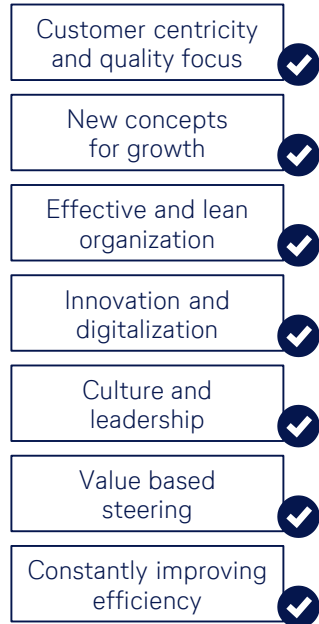 Customer centricity
and quality focus
New concepts
for growth
Effective and lean
organization
Innovation and
digitalization
Culture and
leadership
Value based
steering
Constantly improving
efficiency